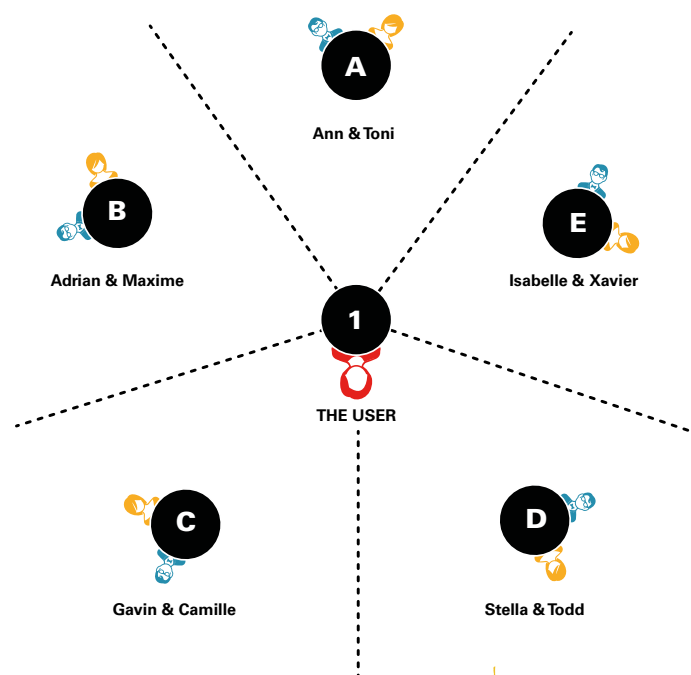 A
Ann & Toni
B
Adrian & Maxime
E
Isabelle & Xavier
1
THE USER
C
Gavin & Camille
D
Stella & Todd